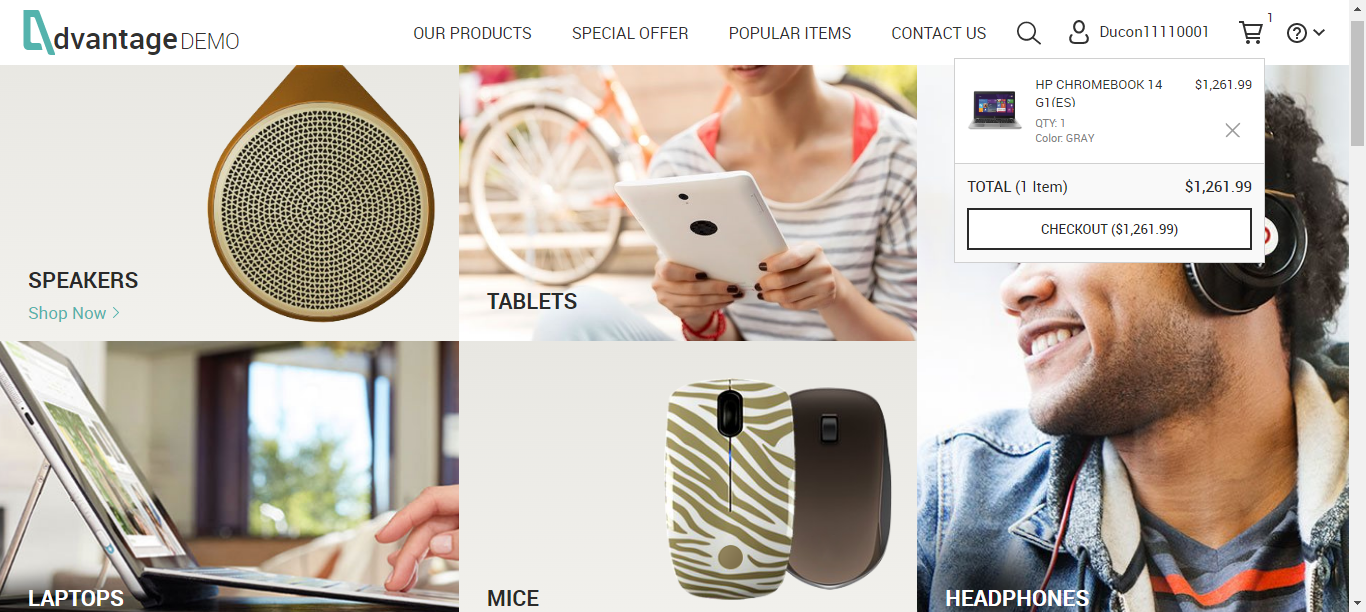 dvantage DEMO
OUR PRODUCTS
SPECIAL OFFER
POPULAR ITEMS
CONTACT US
Ducon11110001
1
?
HP CHROMEBOOK 14
G1(ES)
$1,261.99
QTY: 1
Color: GRAY
TOTAL (1 Item)
$1,261.99
CHECKOUT ($1,261.99)
SPEAKERS
Shop Now
TABLETS
LAPTOPS
MICE
HEADPHONES